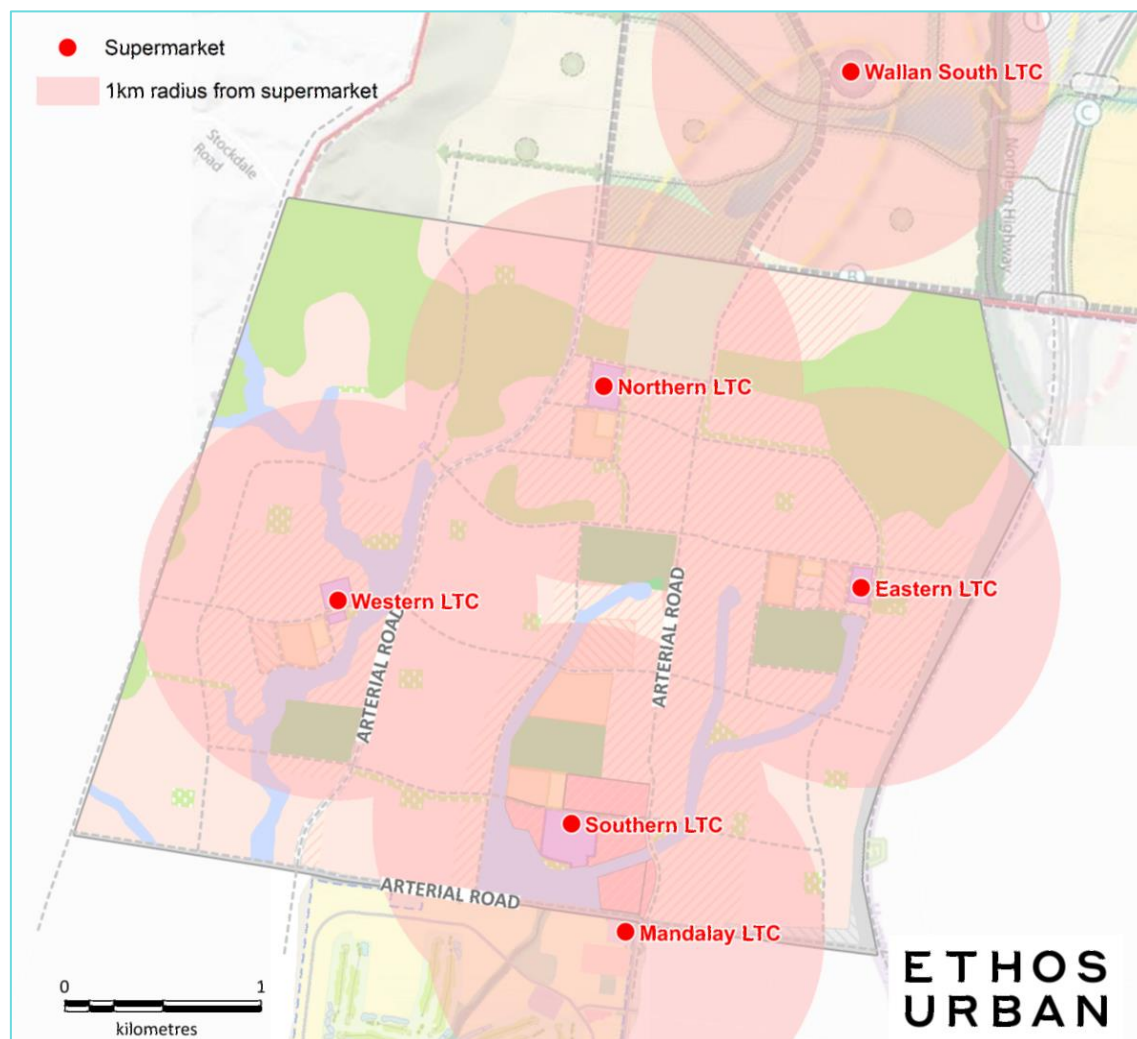 Supermarket
1km radius from supermarket
Wallan South LTC
C
Stockdale
Road
Northern Highway
B
Northern LTC
Eastern LTC
Western LTC
ARTERIAL ROAD
ARTERIAL ROAD
Southern LTC
ARTERIAL ROAD
Mandalay LTC
0 1
kilometres
ETHOS
URBAN